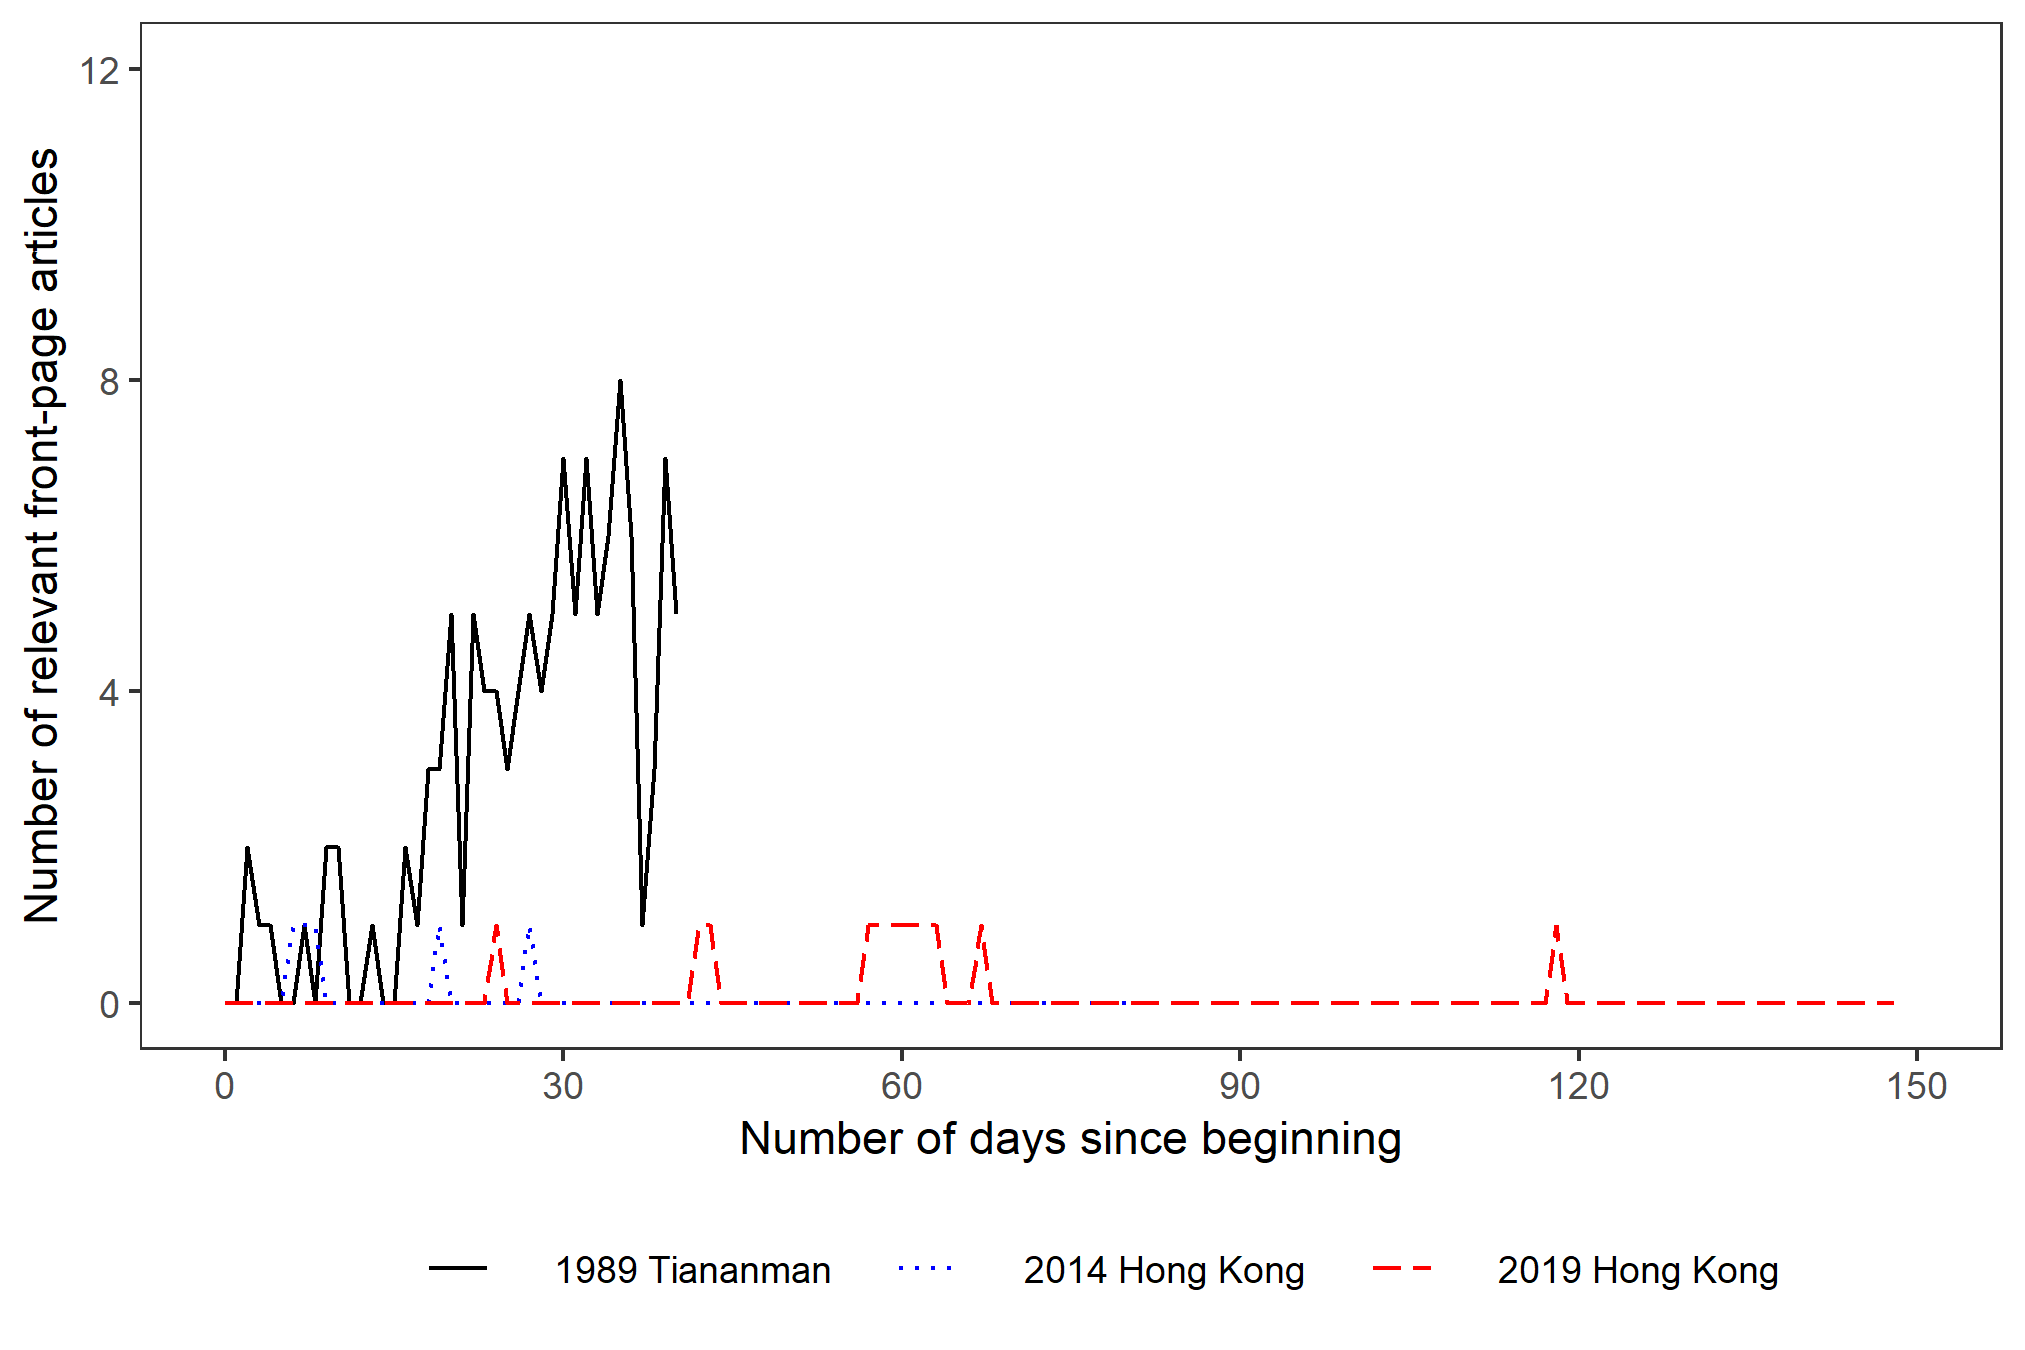 12
8
4
0
Number of relevant front-page articles
0 30 60 90 120 150
Number of days since beginning
1989 Tiananman 2014 Hong Kong 2019 Hong Kong